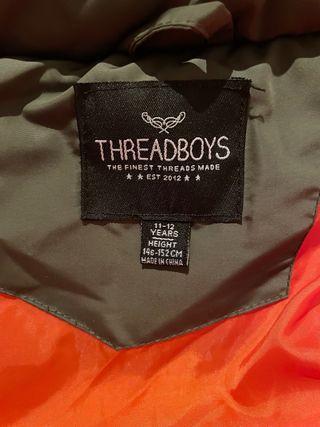 THREADBOYS
THE FINEST THREADS MADE
★ ★ EST 2012 ★ ★
11-12
YEARS
HEIGHT
146-152 CM
MADE IN CHINA